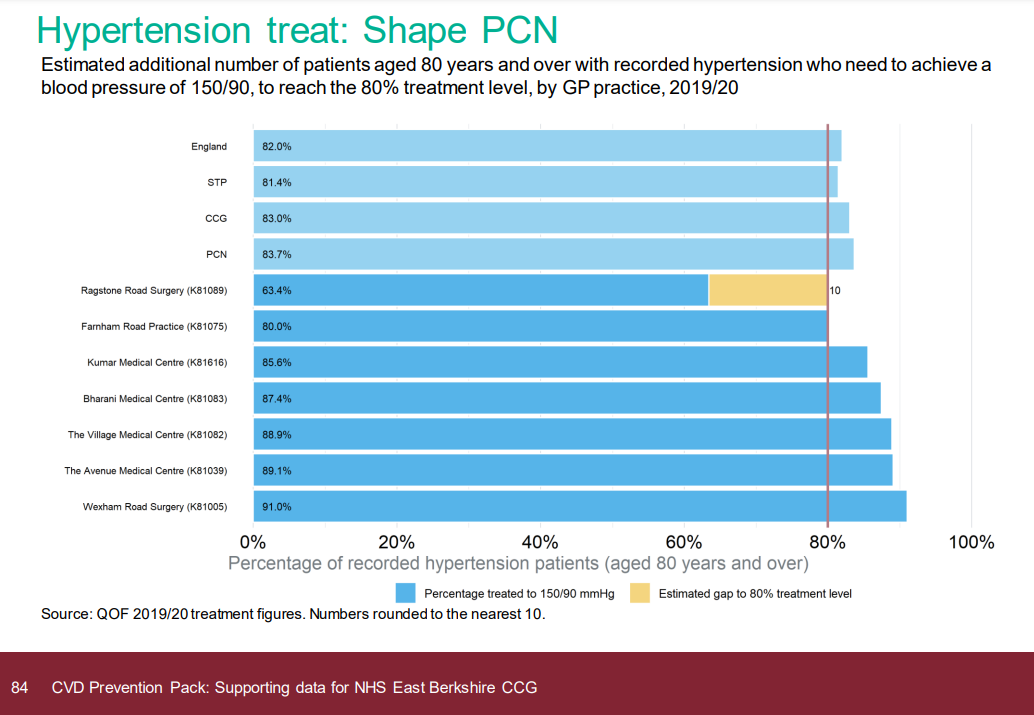 Hypertension treat: Shape PCN
Estimated additional number of patients aged 80 years and over with recorded hypertension who need to achieve a
blood pressure of 150/90, to reach the 80% treatment level, by GP practice, 2019/20
England 82.0%
STP 81.4%
CCG 83.0%
PCN 83.7%
Ragstone Road Surgery (K81089) 63.4% 10
Farnham Road Practice (K81075) 80.0%
Kumar Medical Centre (K81616) 85.6%
Bharani Medical Centre (K81083) 87.4%
The Village Medical Centre (K81082) 88.9%
The Avenue Medical Centre (K81039) 89.1%
Wexham Road Surgery (K81005) 91.0%
0% 20% 40% 60% 80% 100%
Percentage of recorded hypertension patients (aged 80 years and over)
Percentage treated to 150/90 mmHg Estimated gap to 80% treatment level
Source: QOF 2019/20 treatment figures. Numbers rounded to the nearest 10.
84 CVD Prevention Pack: Supporting data for NHS East Berkshire CCG